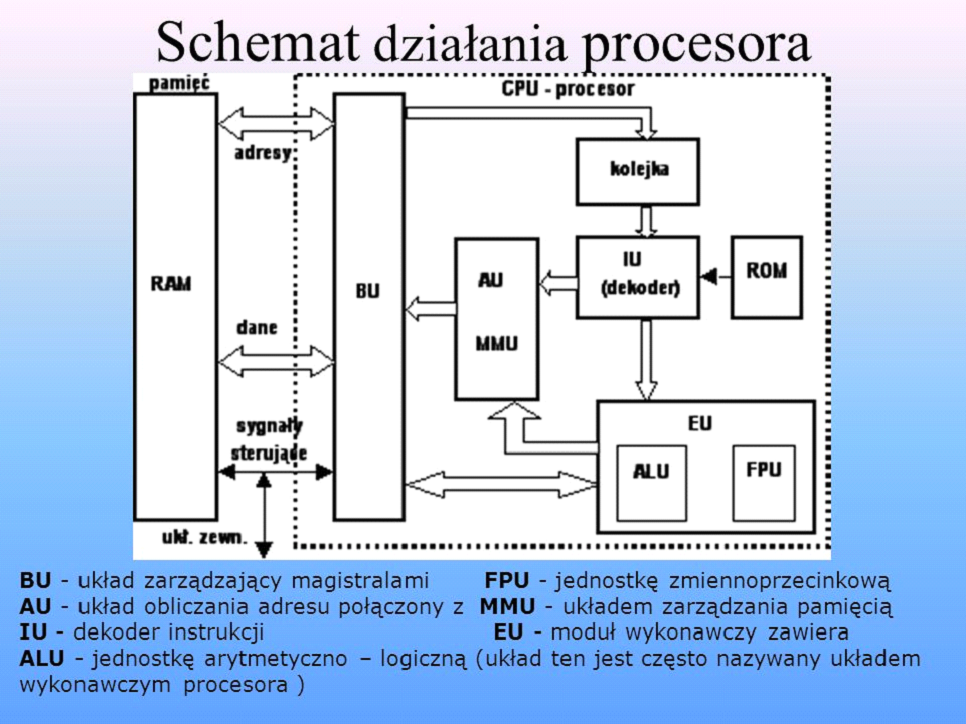 Schemat działania procesora
pamięć
CPU - procesor
adresy
kolejka
RAM
BU
AU
IU
(dekoder)
ROM
MMU
dane
sygnały
sterujące
EU
ALU
FPU
ukł. zewn.
BU - układ zarządzający magistralami FPU - jednostkę zmiennoprzecinkową
AU - układ obliczania adresu połączony z MMU - układem zarządzania pamięcią
IU - dekoder instrukcji EU - moduł wykonawczy zawiera
ALU - jednostkę arytmetyczno – logiczną (układ ten jest często nazywany układem
wykonawczym procesora )